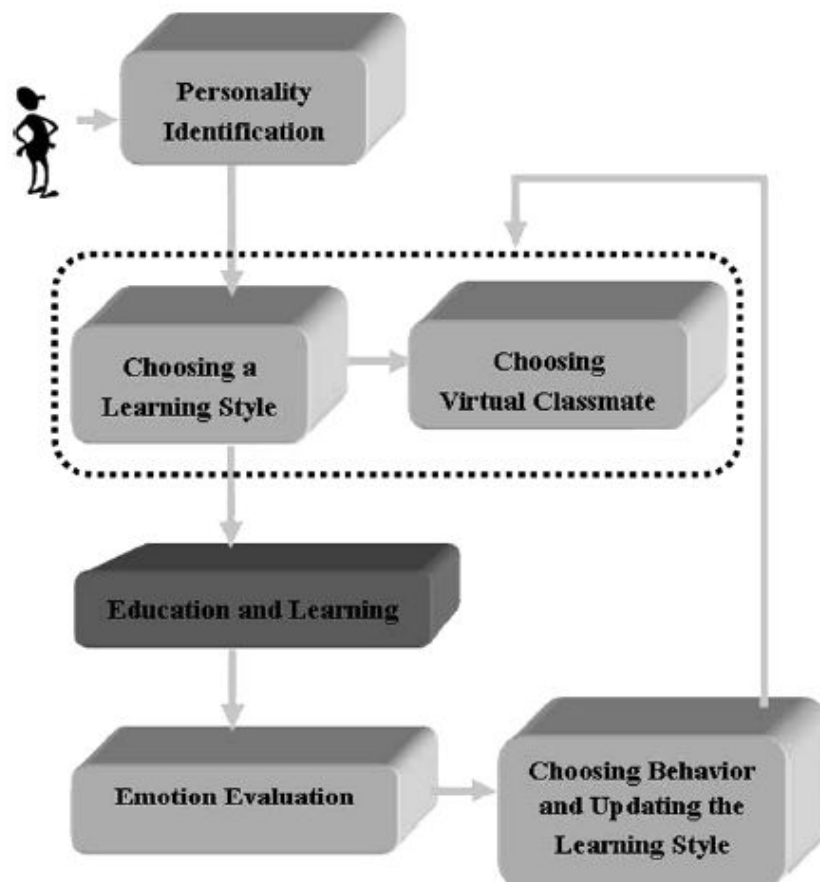 Personality
Identification
Choosing a
Learning Style
Choosing
Virtual Classmate
Education and Learning
Emotion Evaluation
Choosing Behavior
and Updating the
Learning Style